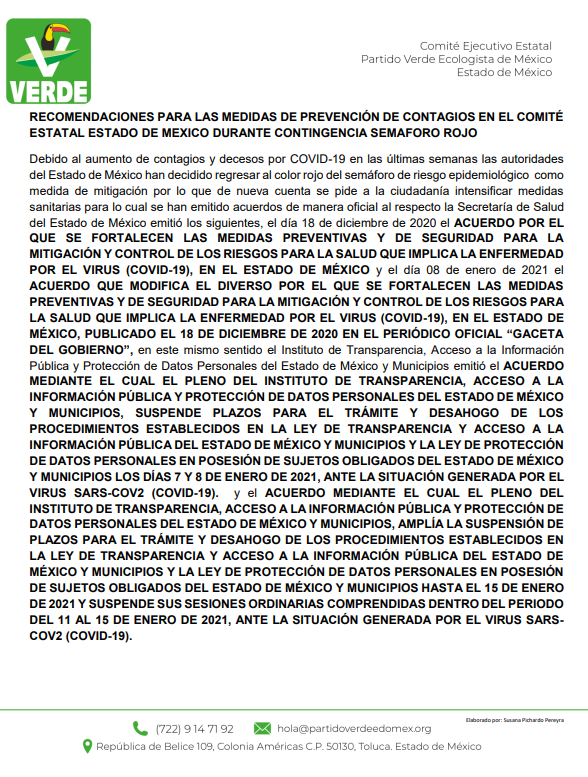 VERDE
Comité Ejecutivo Estatal
Partido Verde Ecologista de México
Estado de México
RECOMENDACIONES PARA LAS MEDIDAS DE PREVENCIÓN DE CONTAGIOS EN EL COMITÉ
ESTATAL ESTADO DE MEXICO DURANTE CONTINGENCIA SEMAFORO ROJO
Debido al aumento de contagios y decesos por COVID-19 en las últimas semanas las autoridades
del Estado de México han decidido regresar al color rojo del semáforo de riesgo epidemiológico como
medida de mitigación por lo que de nueva cuenta se pide a la ciudadanía intensificar medidas
sanitarias para lo cual se han emitido acuerdos de manera oficial al respecto la Secretaría de Salud
del Estado de México emitió los siguientes, el día 18 de diciembre de 2020 el ACUERDO POR EL
QUE SE FORTALECEN LAS MEDIDAS PREVENTIVAS Y DE SEGURIDAD PARA LA
MITIGACIÓN Y CONTROL DE LOS RIESGOS PARA LA SALUD QUE IMPLICA LA ENFERMEDAD
POR EL VIRUS (COVID-19), EN EL ESTADO DE MÉXICO y el día 08 de enero de 2021 el
ACUERDO QUE MODIFICA EL DIVERSO POR EL QUE SE FORTALECEN LAS MEDIDAS
PREVENTIVAS Y DE SEGURIDAD PARA LA MITIGACIÓN Y CONTROL DE LOS RIESGOS PARA
LA SALUD QUE IMPLICA LA ENFERMEDAD POR EL VIRUS (COVID-19), EN EL ESTADO DE
MÉXICO, PUBLICADO EL 18 DE DICIEMBRE DE 2020 EN EL PERIÓDICO OFICIAL “GACETA
DEL GOBIERNO”, en este mismo sentido el Instituto de Transparencia, Acceso a la Información
Pública y Protección de Datos Personales del Estado de México y Municipios emitió el ACUERDO
MEDIANTE EL CUAL EL PLENO DEL INSTITUTO DE TRANSPARENCIA, ACCESO A LA
INFORMACIÓN PÚBLICA Y PROTECCIÓN DE DATOS PERSONALES DEL ESTADO DE MÉXICO
Y MUNICIPIOS, SUSPENDE PLAZOS PARA EL TRÁMITE Y DESAHOGO DE LOS
PROCEDIMIENTOS ESTABLECIDOS EN LA LEY DE TRANSPARENCIA Y ACCESO A LA
INFORMACIÓN PÚBLICA DEL ESTADO DE MÉXICO Y MUNICIPIOS Y LA LEY DE PROTECCIÓN
DE DATOS PERSONALES EN POSESIÓN DE SUJETOS OBLIGADOS DEL ESTADO DE MÉXICO
Y MUNICIPIOS LOS DÍAS 7 Y 8 DE ENERO DE 2021, ANTE LA SITUACIÓN GENERADA POR EL
VIRUS SARS-COV2 (COVID-19). y el ACUERDO MEDIANTE EL CUAL EL PLENO DEL
INSTITUTO DE TRANSPARENCIA, ACCESO A LA INFORMACIÓN PÚBLICA Y PROTECCIÓN DE
DATOS PERSONALES DEL ESTADO DE MÉXICO Y MUNICIPIOS, AMPLÍA LA SUSPENSIÓN DE
PLAZOS PARA EL TRÁMITE Y DESAHOGO DE LOS PROCEDIMIENTOS ESTABLECIDOS EN
LA LEY DE TRANSPARENCIA Y ACCESO A LA INFORMACIÓN PÚBLICA DEL ESTADO DE
MÉXICO Y MUNICIPIOS Y LA LEY DE PROTECCIÓN DE DATOS PERSONALES EN POSESIÓN
DE SUJETOS OBLIGADOS DEL ESTADO DE MÉXICO Y MUNICIPIOS HASTA EL 15 DE ENERO
DE 2021 Y SUSPENDE SUS SESIONES ORDINARIAS COMPRENDIDAS DENTRO DEL PERIODO
DEL 11 AL 15 DE ENERO DE 2021, ANTE LA SITUACIÓN GENERADA POR EL VIRUS SARS-
COV2 (COVID-19).
Elaborado por: Susana Pichardo Pereyra
(722) 9 14 71 92 hola@partidoverdeedomex.org
República de Belice 109, Colonia Américas C.P. 50130, Toluca. Estado de México